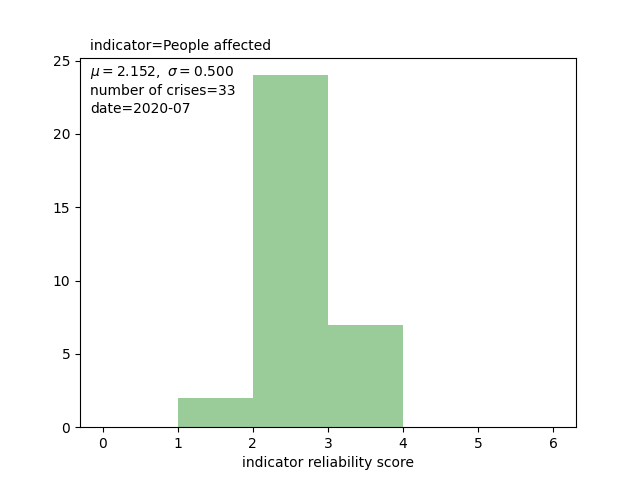 indicator=People affected
μ = 2.152, σ = 0.500
number of crises=33
date=2020-07
25
20
15
10
5
0
0 1 2 3 4 5 6
indicator reliability score